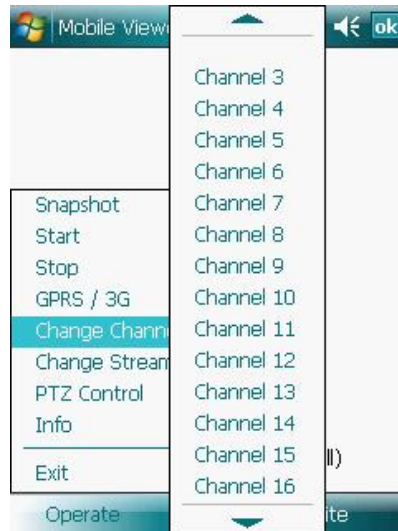 Mobile View
ok
Channel 3
Channel 4
Channel 5
Channel 6
Channel 7
Channel 8
Channel 9
Channel 10
Channel 11
Channel 12
Channel 13
Channel 14
Channel 15
Channel 16
Snapshot
Start
Stop
GPRS / 3G
Change Chann
Change Stream
PTZ Control
Info
Exit
ll)
Operate
ite